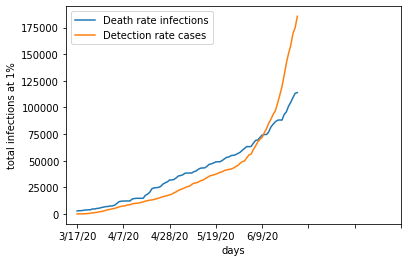 Death rate infections
Detection rate cases
175000
150000
125000
100000
75000
50000
25000
0
total infections at 1%
3/17/20 4/7/20 4/28/20 5/19/20 6/9/20
days